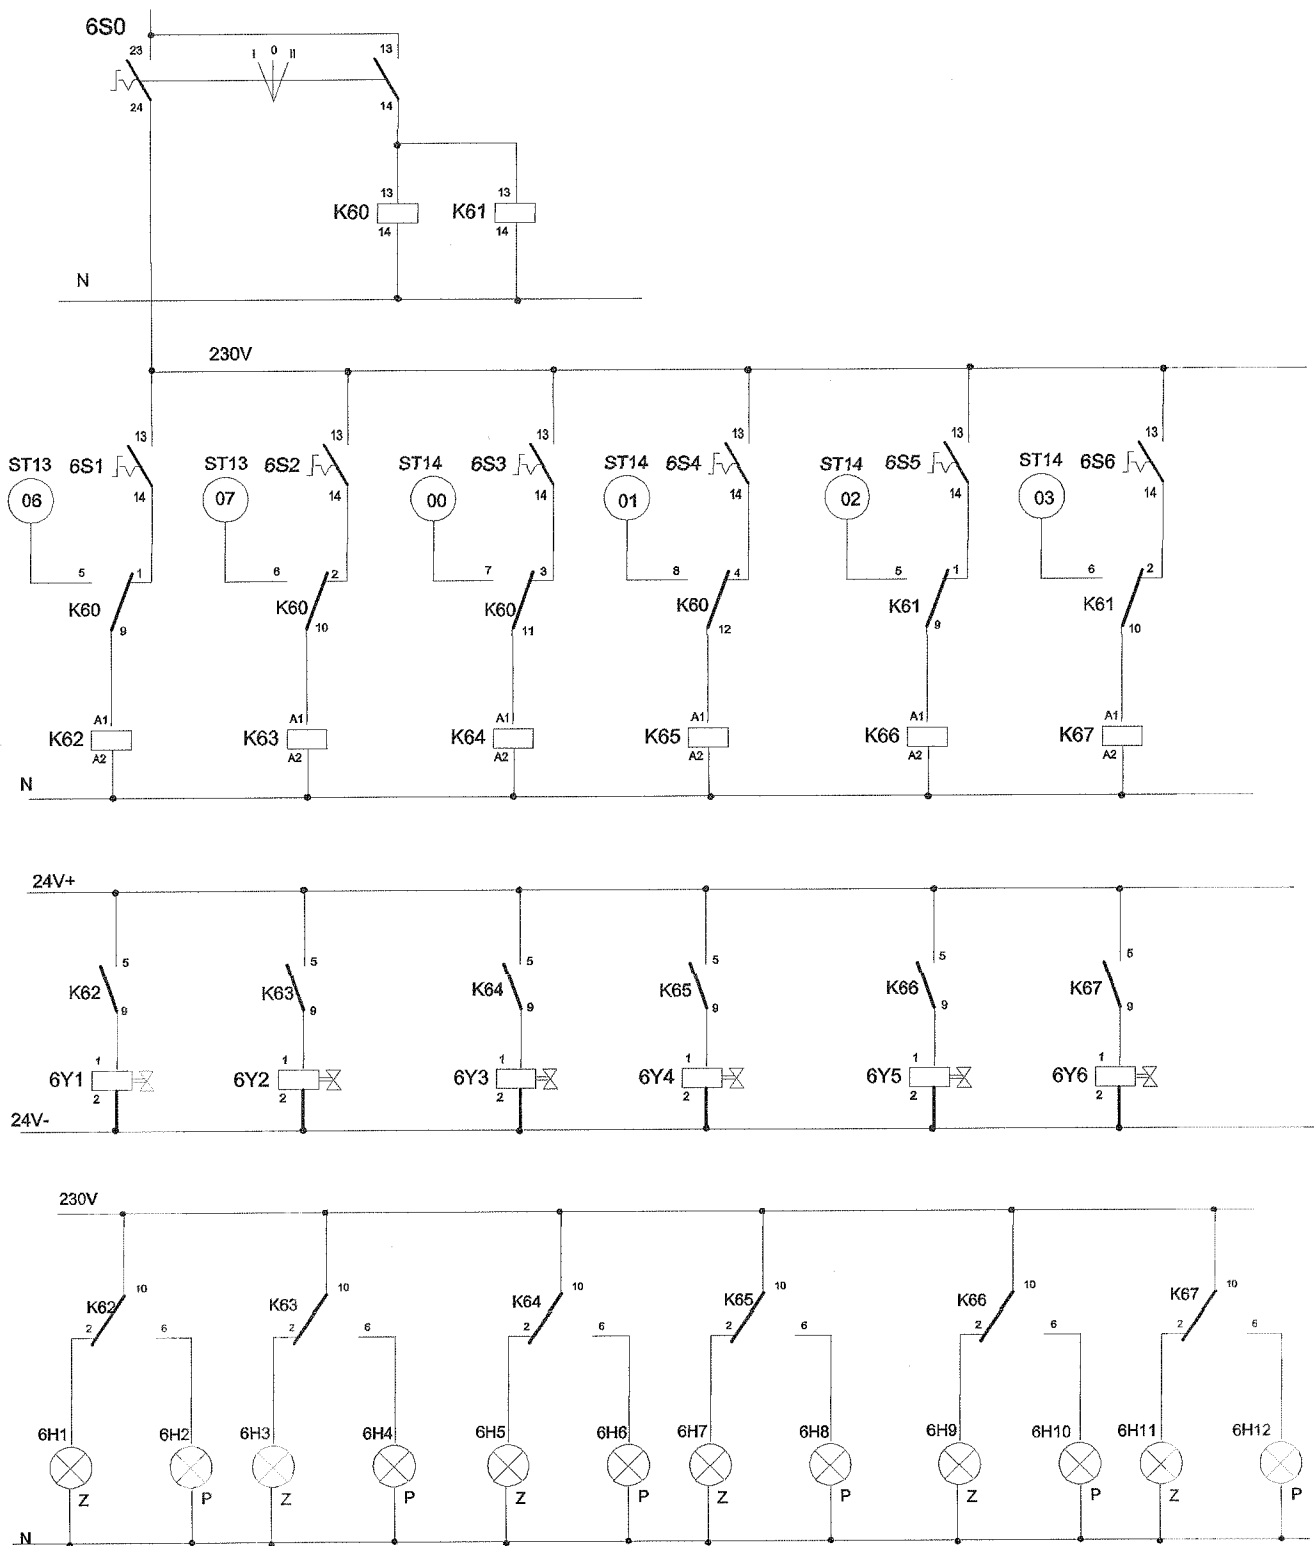 6S0
I 0 II
23 13
24 14
13 13
K60 K61
14 14
N
230V
13 13 13 13 13 13
ST13 6S1 ST13 6S2 ST14 6S3 ST14 6S4 ST14 6S5 ST14 6S6
06 14 07 14 00 14 01 14 02 14 03 14
5 1 6 2 7 3 8 4 5 1 6 2
K60 K60 K60 K60 K61 K61
9 10 11 12 9 10
A1 A1 A1 A1 A1 A1
K62 K63 K64 K65 K66 K67
A2 A2 A2 A2 A2 A2
N
24V+
5 5 5 5 5 5
K62 K63 K64 K65 K66 K67
9 9 9 9 9 9
1 1 1 1 1 1
6Y1 6Y2 6Y3 6Y4 6Y5 6Y6
2 2 2 2 2 2
24V-
230V
10 10 10 10 10 10
K62 K63 K64 K65 K66 K67
2 6 2 6 2 6 2 6 2 6 2 6
6H1 6H2 6H3 6H4 6H5 6H6 6H7 6H8 6H9 6H10 6H11 6H12
Z P Z P Z P Z P Z P Z P
N